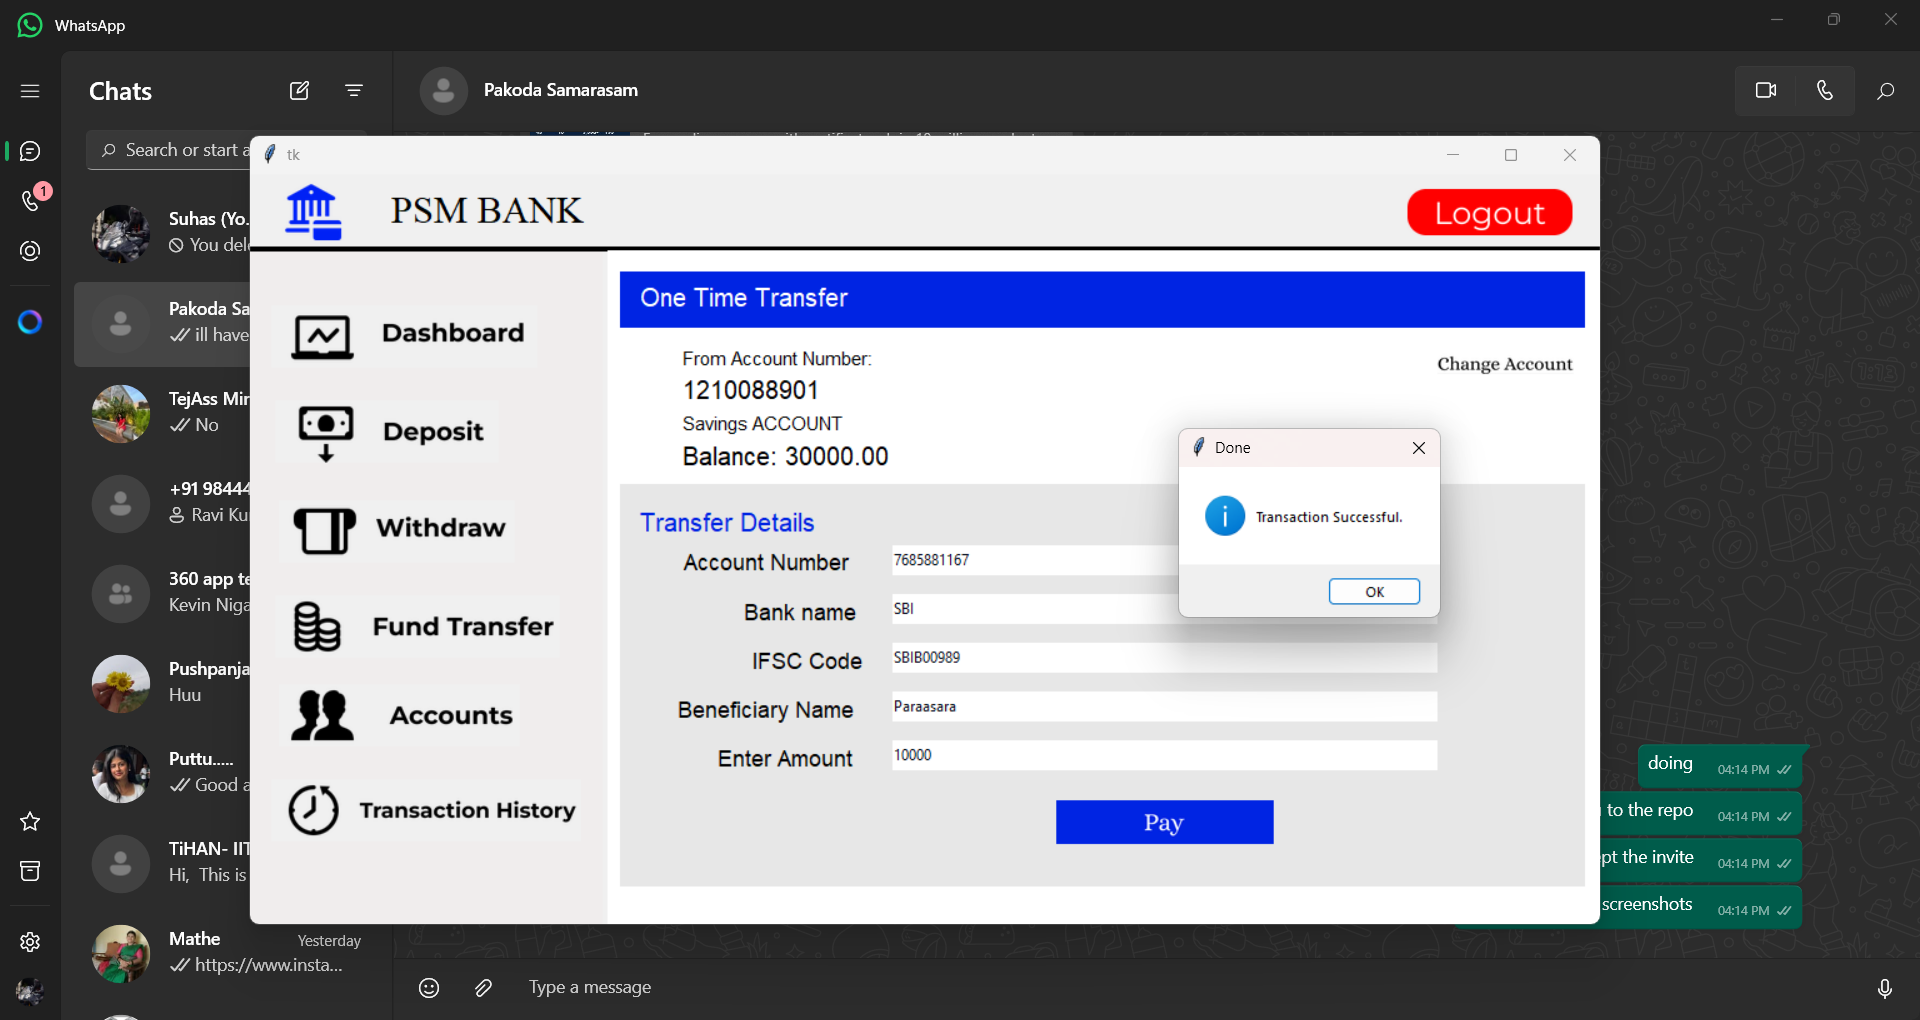 WhatsApp
Chats
Pakoda Samarasam
Search or start a
1
Suhas (Yo.
You del
Pakoda Sa
ill have
TejAss Mir
No
+91 98444
Ravi Ku
360 app te
Kevin Niga
Pushpanja
Huu
Puttu.....
Good a
TiHAN- IIT
Hi, This is
Mathe
Yesterday
https://www.insta...
tk
PSM BANK
Logout
Dashboard
Deposit
Withdraw
Fund Transfer
Accounts
Transaction History
One Time Transfer
From Account Number:
Change Account
1210088901
Savings ACCOUNT
Balance: 30000.00
Transfer Details
Account Number 7685881167
Bank name SBI
IFSC Code SBIB00989
Beneficiary Name Paraasara
Enter Amount 10000
Pay
Done
Transaction Successful.
OK
doing 04:14 PM
to the repo 04:14 PM
pt the invite 04:14 PM
screenshots 04:14 PM
Type a message